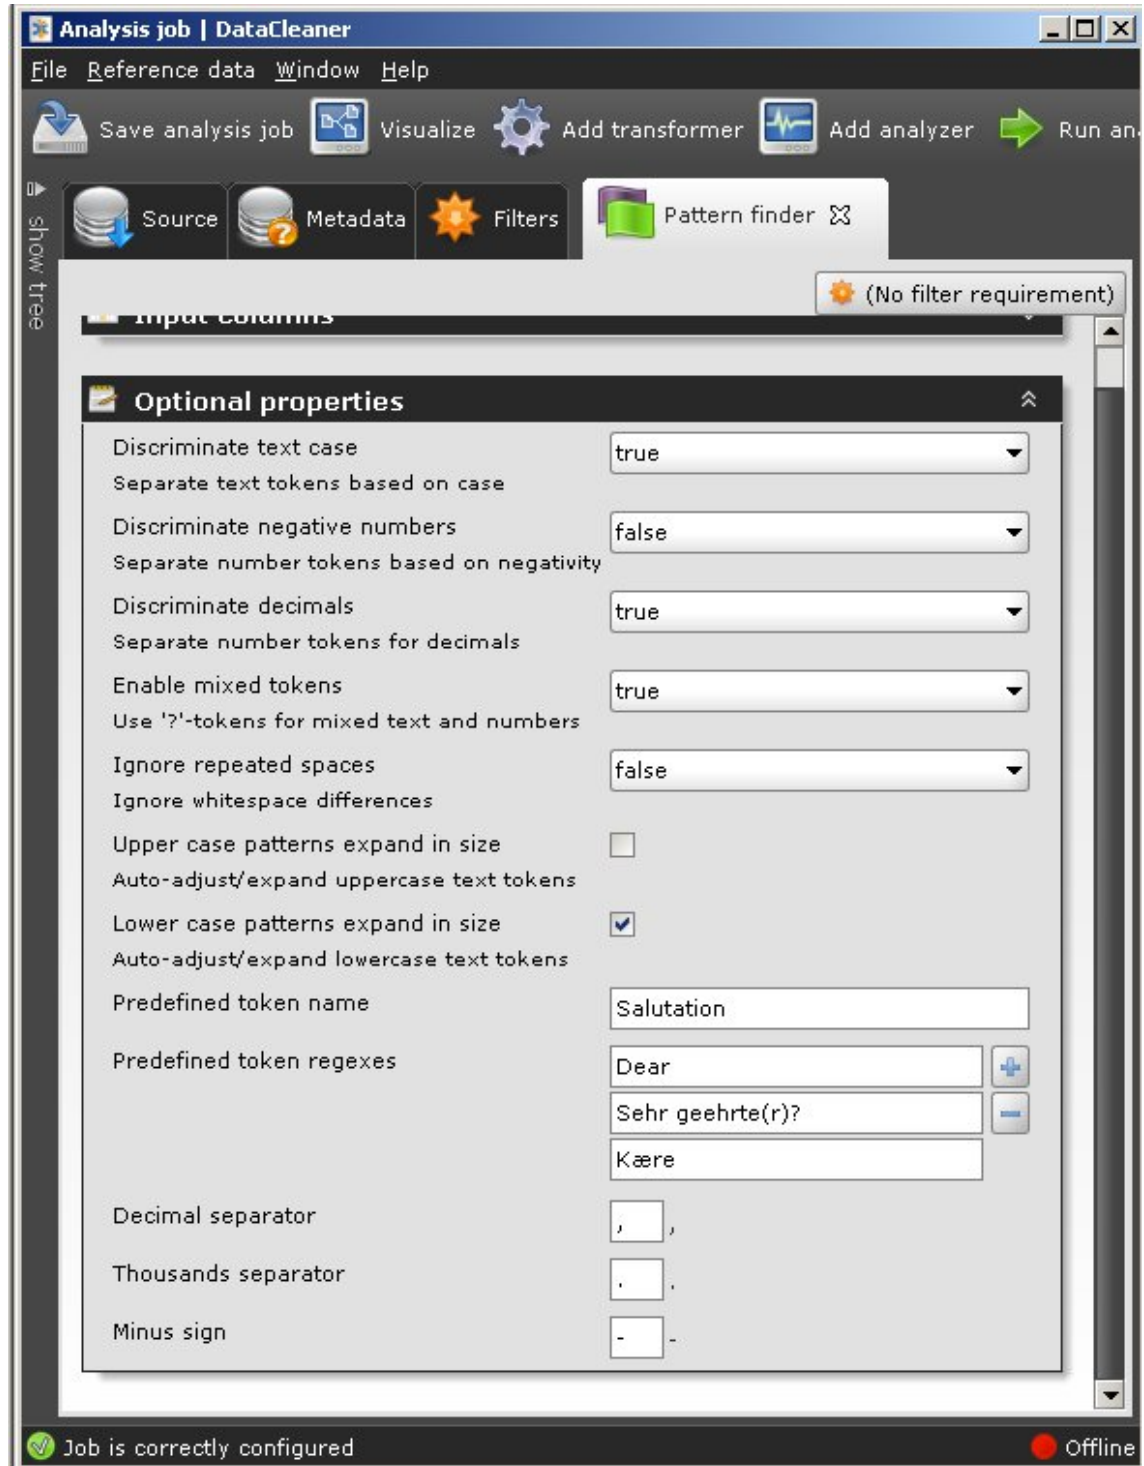 Analysis job | DataCleaner
File Reference data Window Help
Save analysis job Visualize Add transformer Add analyzer Run an
show tree
Source Metadata Filters Pattern finder
(No filter requirement)
Input columns
Optional properties
Discriminate text case true
Separate text tokens based on case
Discriminate negative numbers false
Separate number tokens based on negativity
Discriminate decimals true
Separate number tokens for decimals
Enable mixed tokens true
Use '?'-tokens for mixed text and numbers
Ignore repeated spaces false
Ignore whitespace differences
Upper case patterns expand in size
Auto-adjust/expand uppercase text tokens
Lower case patterns expand in size
Auto-adjust/expand lowercase text tokens
Predefined token name Salutation
Predefined token regexes Dear
Sehr geehrte(r)?
Kære
Decimal separator , ,
Thousands separator . .
Minus sign - -
Job is correctly configured Offline